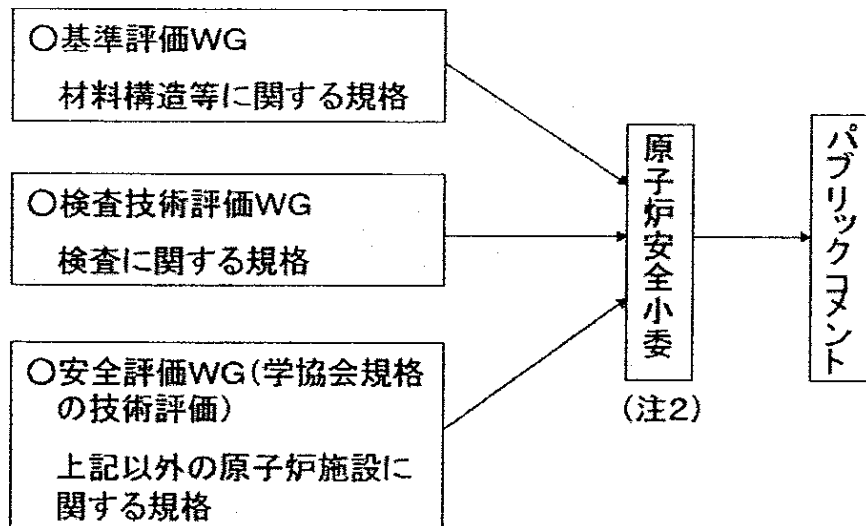 ○基準評価WG
材料構造等に関する規格
○検査技術評価WG
検査に関する規格
○安全評価WG(学協会規格
の技術評価)
上記以外の原子炉施設に
関する規格
原子炉安全小委
(注2)
パブリックコメント